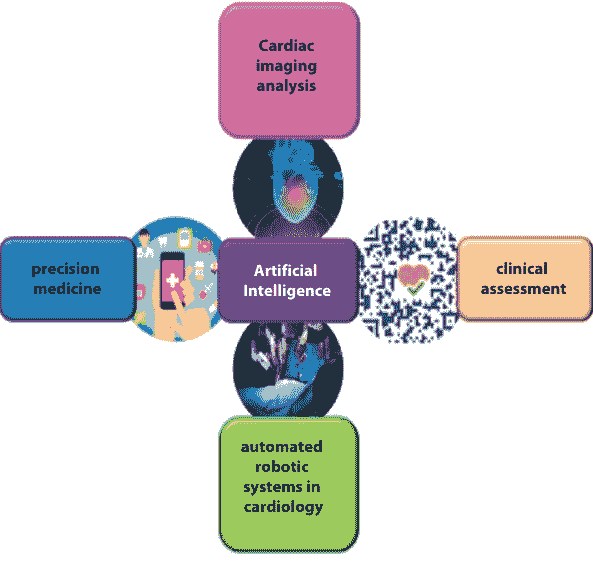 Cardiac
imaging
analysis
precision
medicine
Artificial
Intelligence
clinical
assessment
automated
robotic
systems in
cardiology